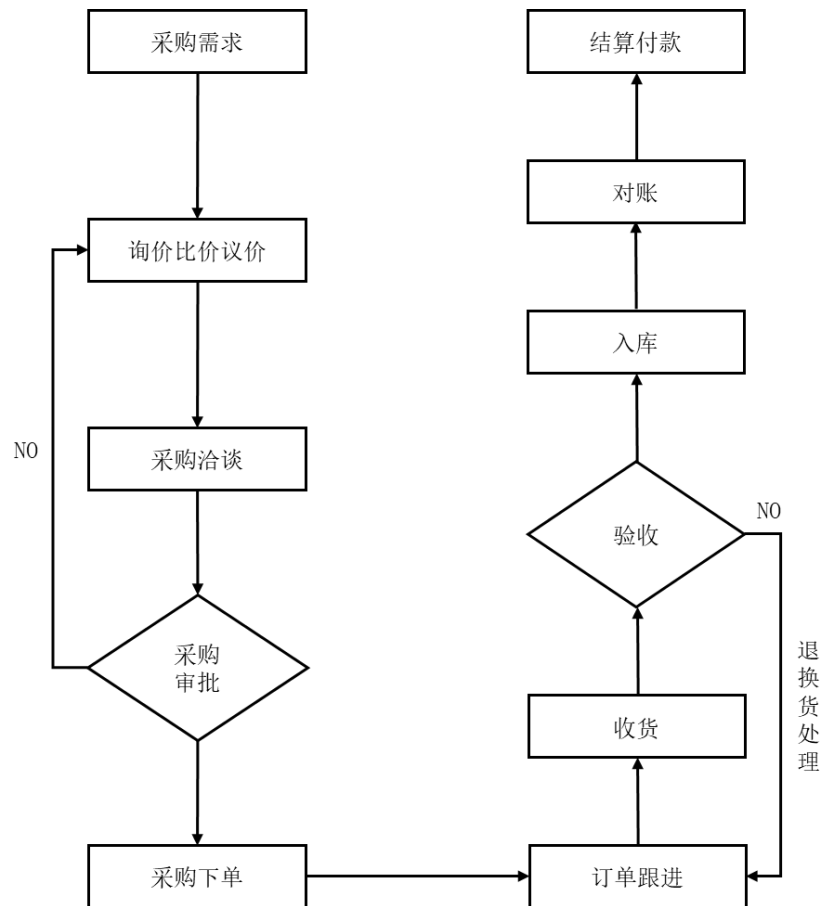 采购需求
询价比价议价
NO
采购洽谈
采购
审批
采购下单
结算付款
对账
入库
验收
NO
退换货处理
收货
订单跟进